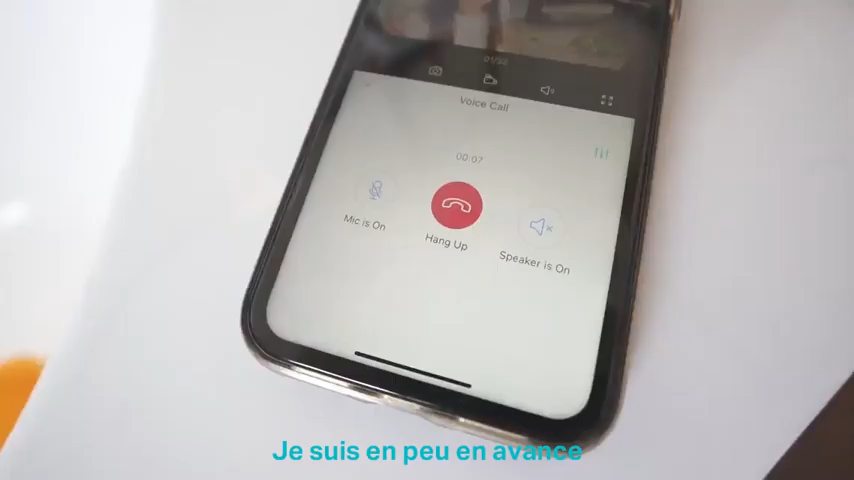 Voice Call
00:07
Mic is On
Hang Up
Speaker is On
Je suis en peu en avance